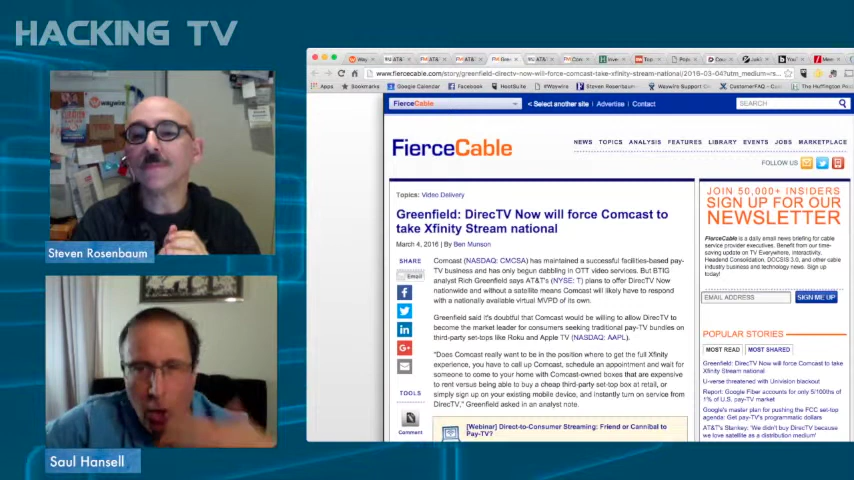 HACKING TV
Steven Rosenbaum
Saul Hansell
Apps
Bookmarks
Google Calendar
Facebook
HootSuite
Steven Rosenbaum
Waywire Support
CustomerFAQ
The Huffington
www.fiercecable.com/story/greenfield-directv-now-will-force-comcast-take-xfinity-stream-national/2016-03-04?utm_medium=rs...
FierceCable
< Select another site | Advertise | Contact
SEARCH
FierceCable
NEWS TOPICS ANALYSIS FEATURES LIBRARY EVENTS JOBS MARKETPLACE
FOLLOW US
Topics: Video Delivery
Greenfield: DirecTV Now will force Comcast to
take Xfinity Stream national
March 4, 2016 | By Ben Munson
SHARE
Email
TOOLS
Comment
Comcast (NASDAQ: CMCSA) has maintained a successful facilities-based pay-
TV business and has only begun dabbling in OTT video services. But BTIG
analyst Rich Greenfield says AT&T's (NYSE: T) plans to offer DirecTV Now
nationwide and without a satellite means Comcast will likely have to respond
with a nationally available virtual MVPD of its own.
Greenfield said it's doubtful that Comcast would be willing to allow DirecTV to
become the market leader for consumers seeking traditional pay-TV bundles on
third-party set-tops like Roku and Apple TV (NASDAQ: AAPL).
"Does Comcast really want to be in the position where to get the full Xfinity
experience, you have to call up Comcast, schedule an appointment and wait for
someone to come to your home with Comcast-owned boxes that are expensive
to rent versus being able to buy a cheap third-party set-top box at retail, or
simply sign up on your existing mobile device, and instantly turn on service from
DirecTV," Greenfield asked in an analyst note.
[Webinar] Direct-to-Consumer Streaming: Friend or Cannibal to
Pay-TV?
JOIN 50,000+ INSIDERS
SIGN UP FOR OUR
NEWSLETTER
FierceCable is a daily email news briefing for cable
service provider executives. Benefit from our time-
saving update on TV Everywhere, interactivity,
Headend Consolidation, DOCSIS 3.0, and other cable
industry business and technology news. Sign up
today!
EMAIL ADDRESS
SIGN ME UP
POPULAR STORIES
MOST READ
MOST SHARED
Greenfield: DirecTV Now will force Comcast to take
Xfinity Stream national
U-verse threatened with Univision blackout
Report: Google Fiber accounts for only 5/100ths of
1% of U.S. pay-TV market
Google's master plan for pushing the FCC set-top
agenda: Get pay-TV's programmatic dollars
AT&T's Stankey: 'We didn't buy DirecTV because
we love satellite as a distribution medium'